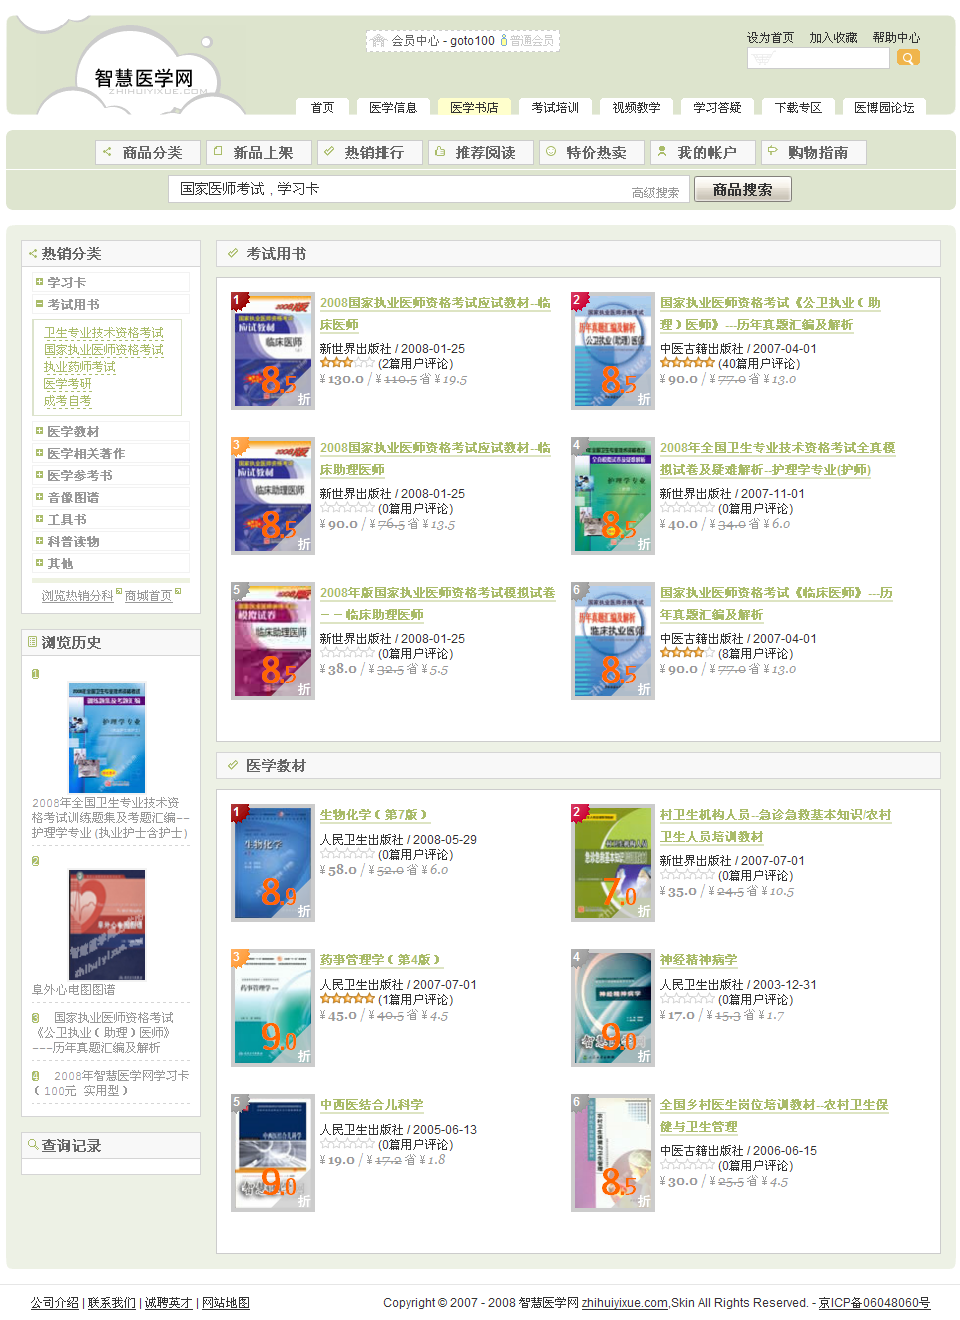 会员中心 - goto100 普通会员
设为首页 加入收藏 帮助中心
智慧医学网
ZHIHUIYIXUE.COM
首页 医学信息 医学书店 考试培训 视频教学 学习答疑 下载专区 医博园论坛
商品分类 新品上架 热销排行 推荐阅读 特价热卖 我的帐户 购物指南
国家医师考试，学习卡 高级搜索 商品搜索
热销分类
学习卡
考试用书
卫生专业技术资格考试
国家执业医师资格考试
执业药师考试
医学考研
成考自考
医学教材
医学相关著作
医学参考书
音像图谱
工具书
科普读物
其他
浏览热销分科 商城首页
浏览历史
1
2008年全国卫生专业技术资
格考试训练题集及考题汇编--
护理学专业 (执业护士含护士)
2
阜外心电图图谱
3 国家执业医师资格考试
《公卫执业（助理）医师》
---历年真题汇编及解析
4 2008年智慧医学网学习卡
（100元 实用型）
查询记录
考试用书
1
8.5折
2008国家执业医师资格考试应试教材--临
床医师
新世界出版社 / 2008-01-25
(2篇用户评论)
¥ 130.0 / ¥ 110.5 省 ¥ 19.5
2
8.5折
国家执业医师资格考试《公卫执业（助
理）医师》---历年真题汇编及解析
中医古籍出版社 / 2007-04-01
(40篇用户评论)
¥ 90.0 / ¥ 77.0 省 ¥ 13.0
3
8.5折
2008国家执业医师资格考试应试教材--临
床助理医师
新世界出版社 / 2008-01-25
(0篇用户评论)
¥ 90.0 / ¥ 76.5 省 ¥ 13.5
4
8.5折
2008年全国卫生专业技术资格考试全真模
拟试卷及疑难解析--护理学专业(护师)
新世界出版社 / 2007-11-01
(0篇用户评论)
¥ 40.0 / ¥ 34.0 省 ¥ 6.0
5
8.5折
2008年版国家执业医师资格考试模拟试卷
－－临床助理医师
新世界出版社 / 2008-01-25
(0篇用户评论)
¥ 38.0 / ¥ 32.5 省 ¥ 5.5
6
8.5折
国家执业医师资格考试《临床医师》---历
年真题汇编及解析
中医古籍出版社 / 2007-04-01
(8篇用户评论)
¥ 90.0 / ¥ 77.0 省 ¥ 13.0
医学教材
1
8.9折
生物化学（第7版）
人民卫生出版社 / 2008-05-29
(0篇用户评论)
¥ 58.0 / ¥ 52.0 省 ¥ 6.0
2
7.0折
村卫生机构人员--急诊急救基本知识/农村
卫生人员培训教材
新世界出版社 / 2007-07-01
(0篇用户评论)
¥ 35.0 / ¥ 24.5 省 ¥ 10.5
3
9.0折
药事管理学（第4版）
人民卫生出版社 / 2007-07-01
(1篇用户评论)
¥ 45.0 / ¥ 40.5 省 ¥ 4.5
4
9.0折
神经精神病学
人民卫生出版社 / 2003-12-31
(0篇用户评论)
¥ 17.0 / ¥ 15.3 省 ¥ 1.7
5
9.0折
中西医结合儿科学
人民卫生出版社 / 2005-06-13
(0篇用户评论)
¥ 19.0 / ¥ 17.2 省 ¥ 1.8
6
8.5折
全国乡村医生岗位培训教材--农村卫生保
健与卫生管理
中医古籍出版社 / 2006-06-15
(0篇用户评论)
¥ 30.0 / ¥ 25.5 省 ¥ 4.5
公司介绍 | 联系我们 | 诚聘英才 | 网站地图
Copyright © 2007 - 2008 智慧医学网 zhihuiyixue.com,Skin All Rights Reserved. - 京ICP备06048060号